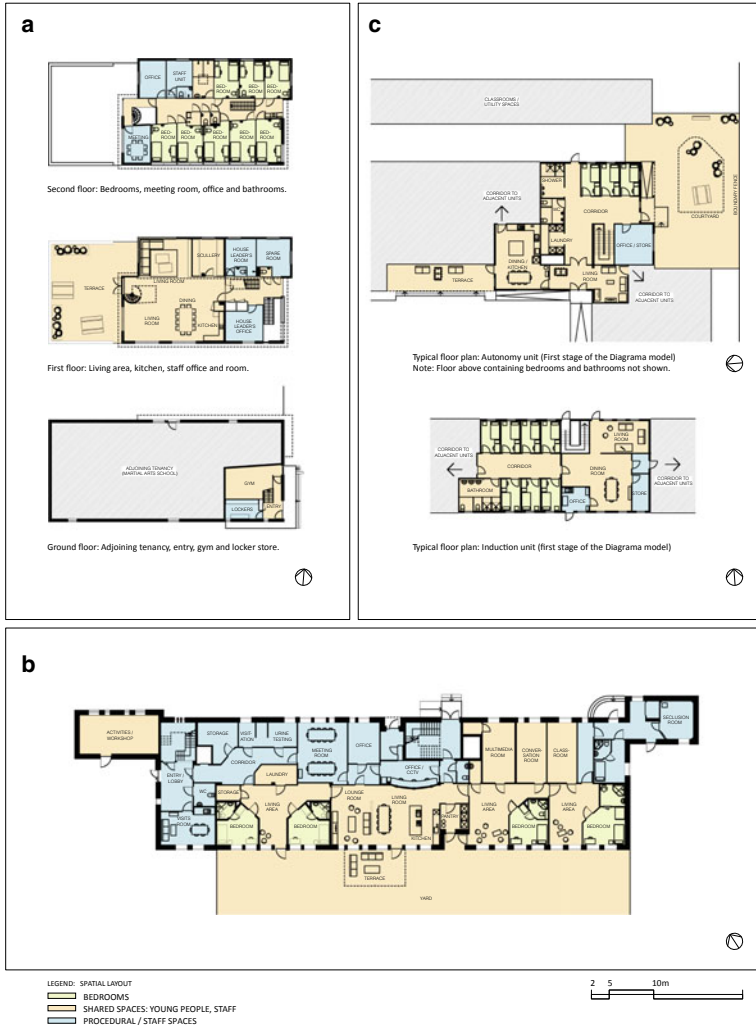 a
OFFICE
STAFF
UNIT
BED-
ROOM
BED-
ROOM
BED-
ROOM
MEETING
BED-
ROOM
BED-
ROOM
BED-
ROOM
BED-
ROOM
BED-
ROOM
Second floor: Bedrooms, meeting room, office and bathrooms.
TERRACE
LIVING ROOM
SCULLERY
HOUSE
LEADER'S
ROOM
SPARE
ROOM
LIVING
ROOM
DINING
KITCHEN
HOUSE
LEADER'S
OFFICE
First floor: Living area, kitchen, staff office and room.
ADJOINING TENANCY
(MARTIAL ARTS SCHOOL)
GYM
LOCKERS
ENTRY
Ground floor: Adjoining tenancy, entry, gym and locker store.
c
CLASSROOMS /
UTILITY SPACES
CORRIDOR TO
ADJACENT UNITS
SHOWER
WC
CORRIDOR
LAUNDRY
OFFICE / STORE
COURTYARD
BOUNDARY FENCE
DINING /
KITCHEN
LIVING
ROOM
TERRACE
CORRIDOR TO
ADJACENT UNITS
Typical floor plan: Autonomy unit (First stage of the Diagrama model)
Note: Floor above containing bedrooms and bathrooms not shown.
CORRIDOR TO
ADJACENT UNITS
LIVING
ROOM
CORRIDOR
DINING
ROOM
BATHROOM
OFFICE
STORE
CORRIDOR TO
ADJACENT UNITS
Typical floor plan: Induction unit (first stage of the Diagrama model)
b
ACTIVITIES /
WORKSHOP
STORAGE
VISIT-
ATION
URINE
TESTING
MEETING
ROOM
OFFICE
CORRIDOR
ENTRY /
LOBBY
LAUNDRY
OFFICE /
CCTV
MULTIMEDIA
ROOM
CONVER-
SATION
ROOM
CLASS-
ROOM
SECLUSION
ROOM
WC
STORAGE
VISITS
ROOM
LIVING
AREA
LOUNGE
ROOM
LIVING
ROOM
PANTRY
LIVING
AREA
LIVING
AREA
BEDROOM
BEDROOM
KITCHEN
BEDROOM
BEDROOM
TERRACE
YARD
LEGEND: SPATIAL LAYOUT
BEDROOMS
SHARED SPACES: YOUNG PEOPLE, STAFF
PROCEDURAL / STAFF SPACES
2 5 10m